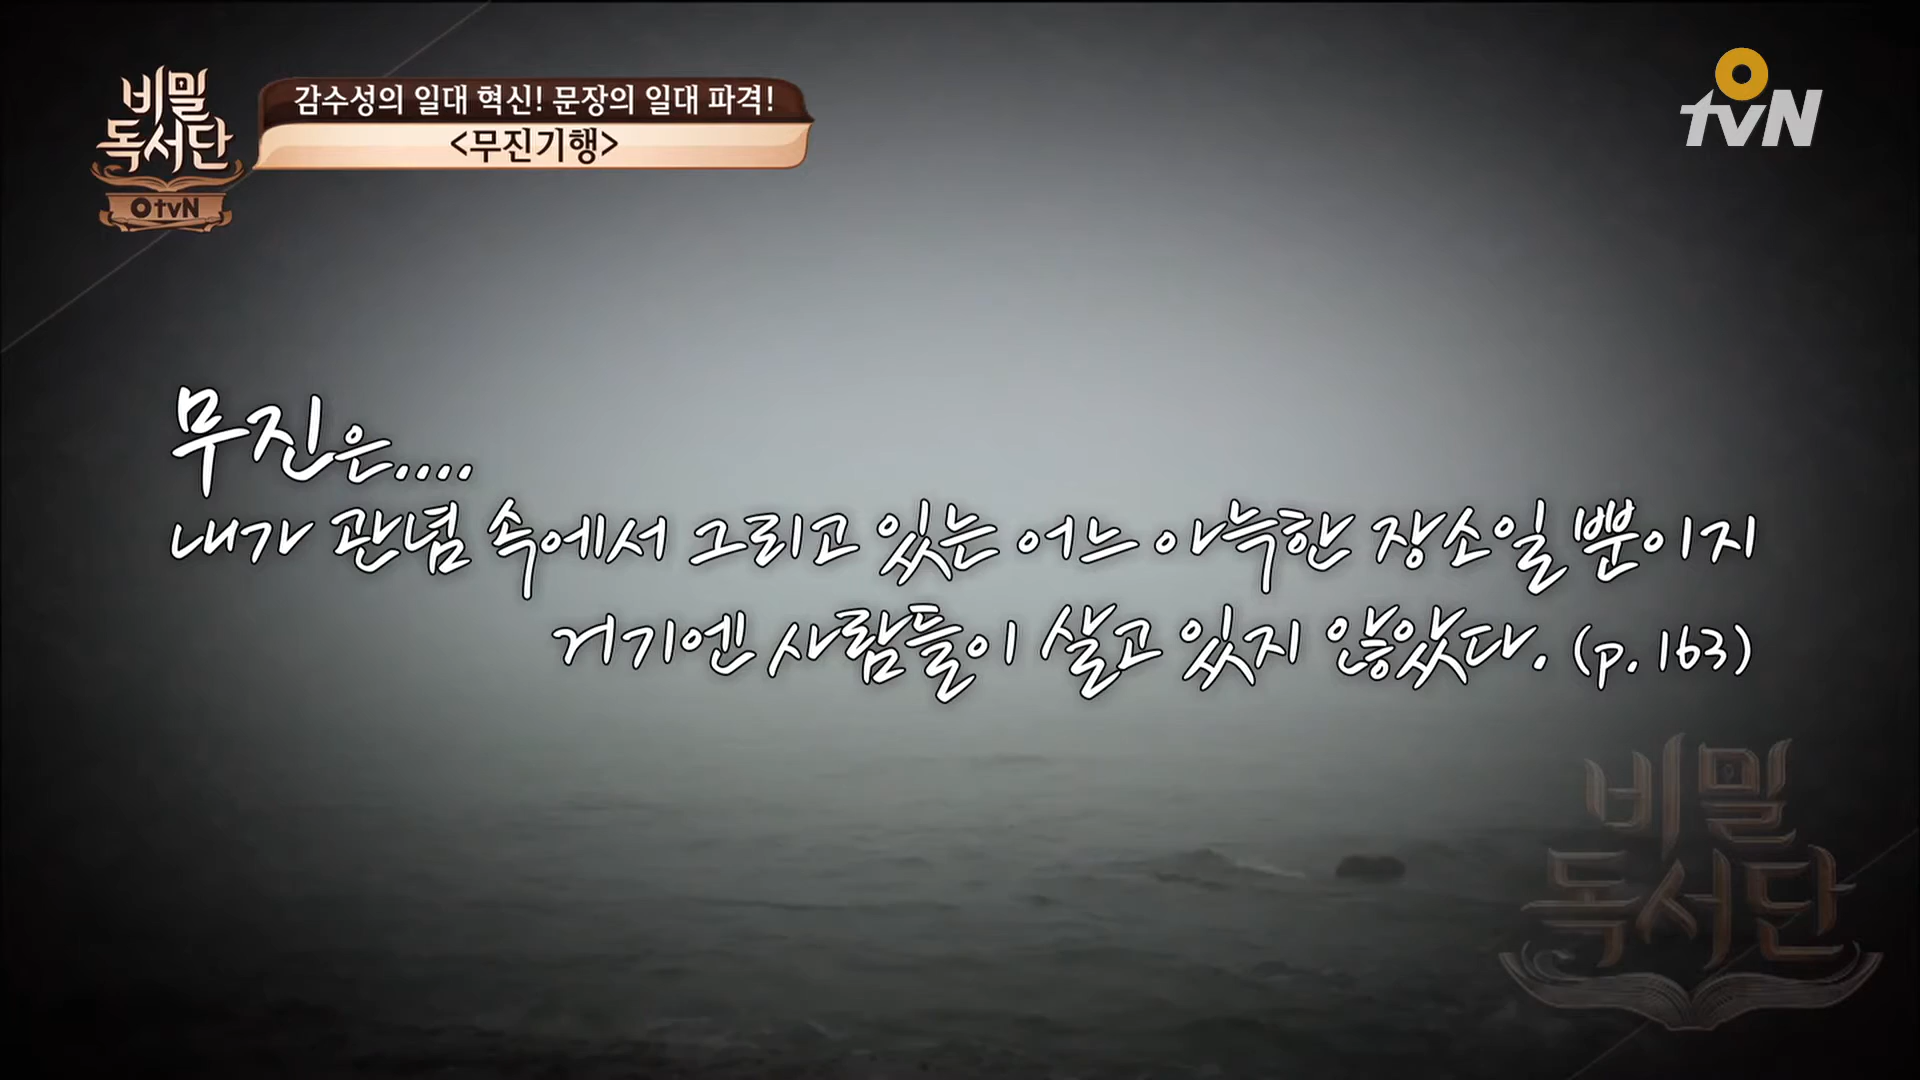 비밀
독서단
OtvN
감수성의 일대 혁신! 문장의 일대 파격!
<무진기행>
O tvN
무진은....
내가 관념 속에서 그리고 있는 어느 아늑한 장소일 뿐이지
거기엔 사람들이 살고 있지 않았다. (p. 163)
비밀
독서단